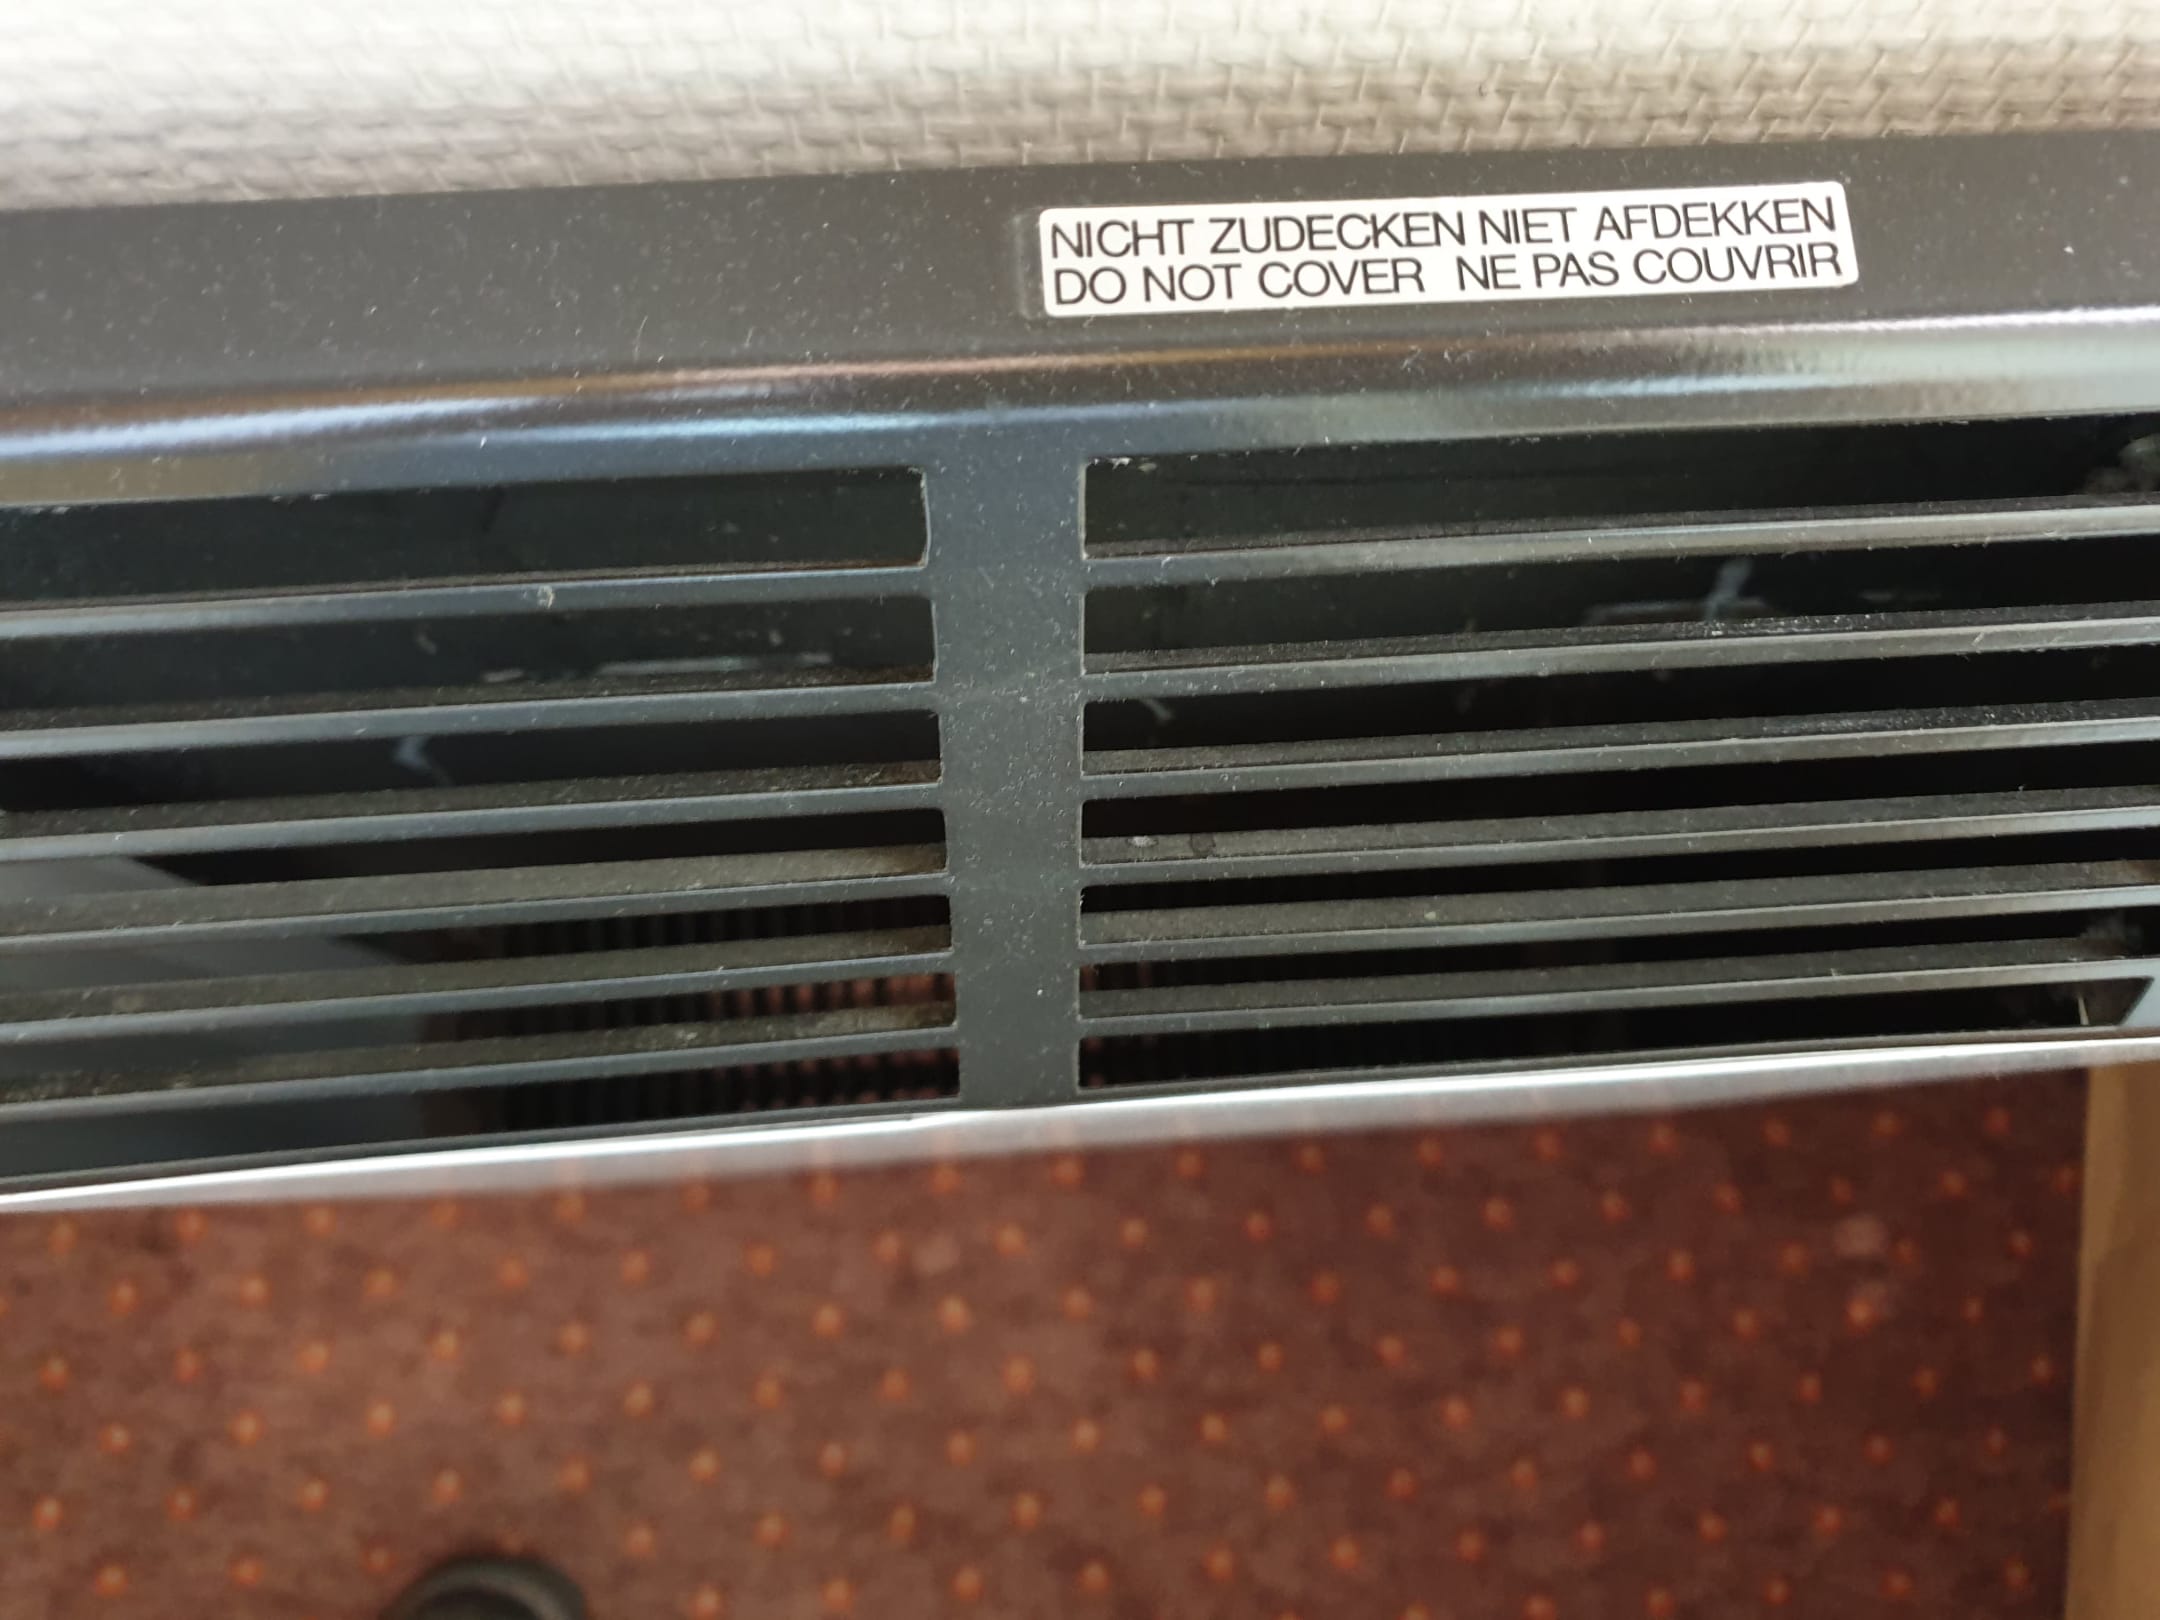 NICHT ZUDECKEN NIET AFDEKKEN
DO NOT COVER NE PAS COUVRIR